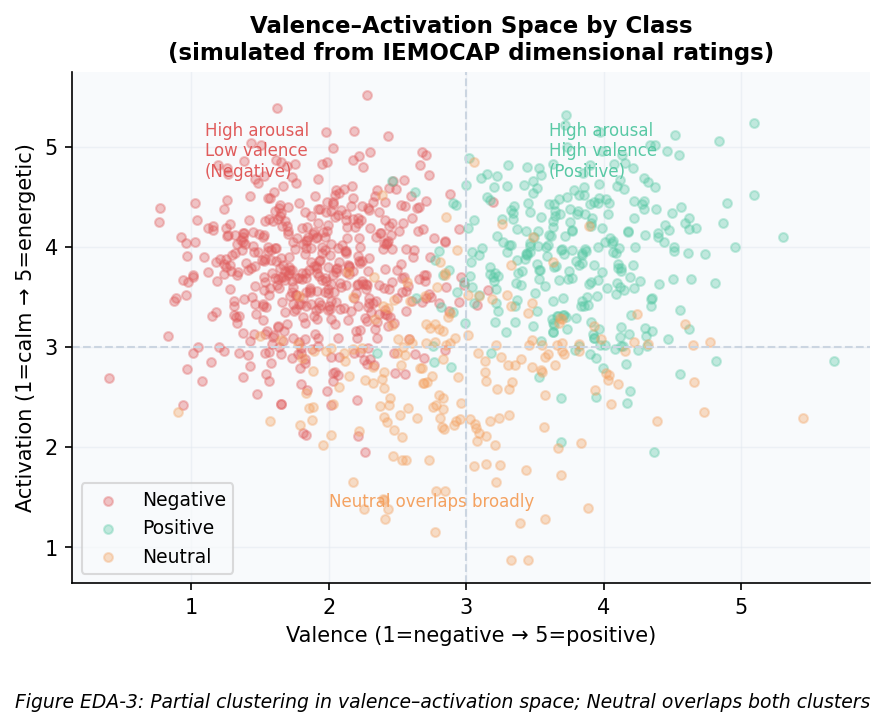 Valence–Activation Space by Class
(simulated from IEMOCAP dimensional ratings)
High arousal
Low valence
(Negative)
High arousal
High valence
(Positive)
Neutral overlaps broadly
Activation (1=calm → 5=energetic)
5
4
3
2
1
Negative
Positive
Neutral
1 2 3 4 5
Valence (1=negative → 5=positive)
Figure EDA-3: Partial clustering in valence–activation space; Neutral overlaps both clusters